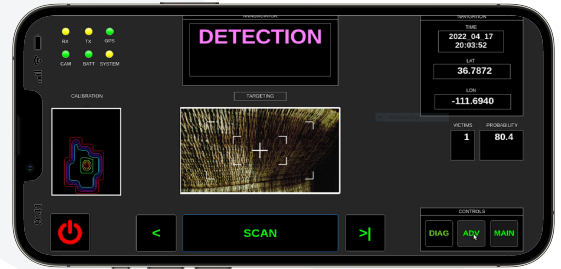 ANNUNCIATOR
NAVIGATION
DETECTION
TIME
2022_04_17
20:03:52
RX TX GPS
CAM BATT SYSTEM
LAT
36.7872
LON
-111.6940
CALIBRATION
TARGETING
VICTIMS PROBABILITY
1 80.4
CONTROLS
< SCAN >|
DIAG ADV MAIN